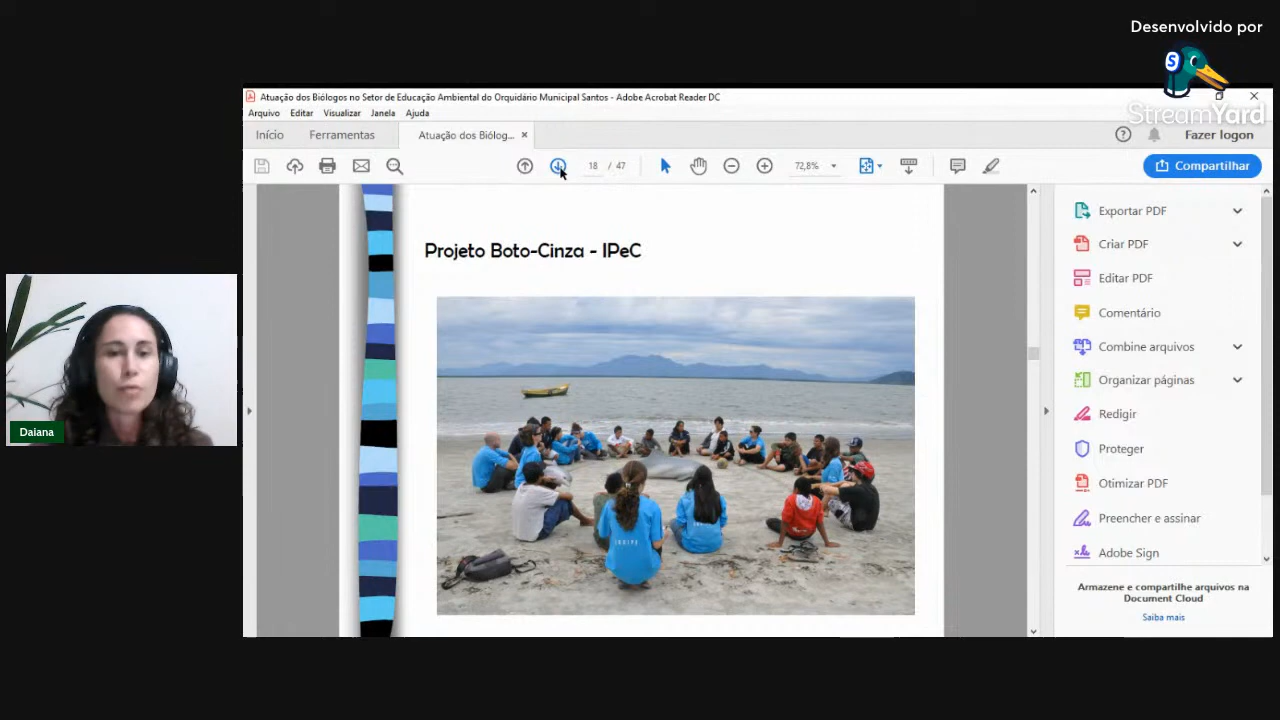 Desenvolvido por
S
StreamYard
Atuação dos Biólogos no Setor de Educação Ambiental do Orquidário Municipal Santos - Adobe Acrobat Reader DC
Arquivo Editar Visualizar Janela Ajuda
Início Ferramentas Atuação dos Biólog... Fazer logon
18 / 47 72,8% Compartilhar
Projeto Boto-Cinza - IPeC
EQUIPE
Exportar PDF
Criar PDF
Editar PDF
Comentário
Combine arquivos
Organizar páginas
Redigir
Proteger
Otimizar PDF
Preencher e assinar
Adobe Sign
Armazene e compartilhe arquivos na
Document Cloud
Saiba mais
Daiana